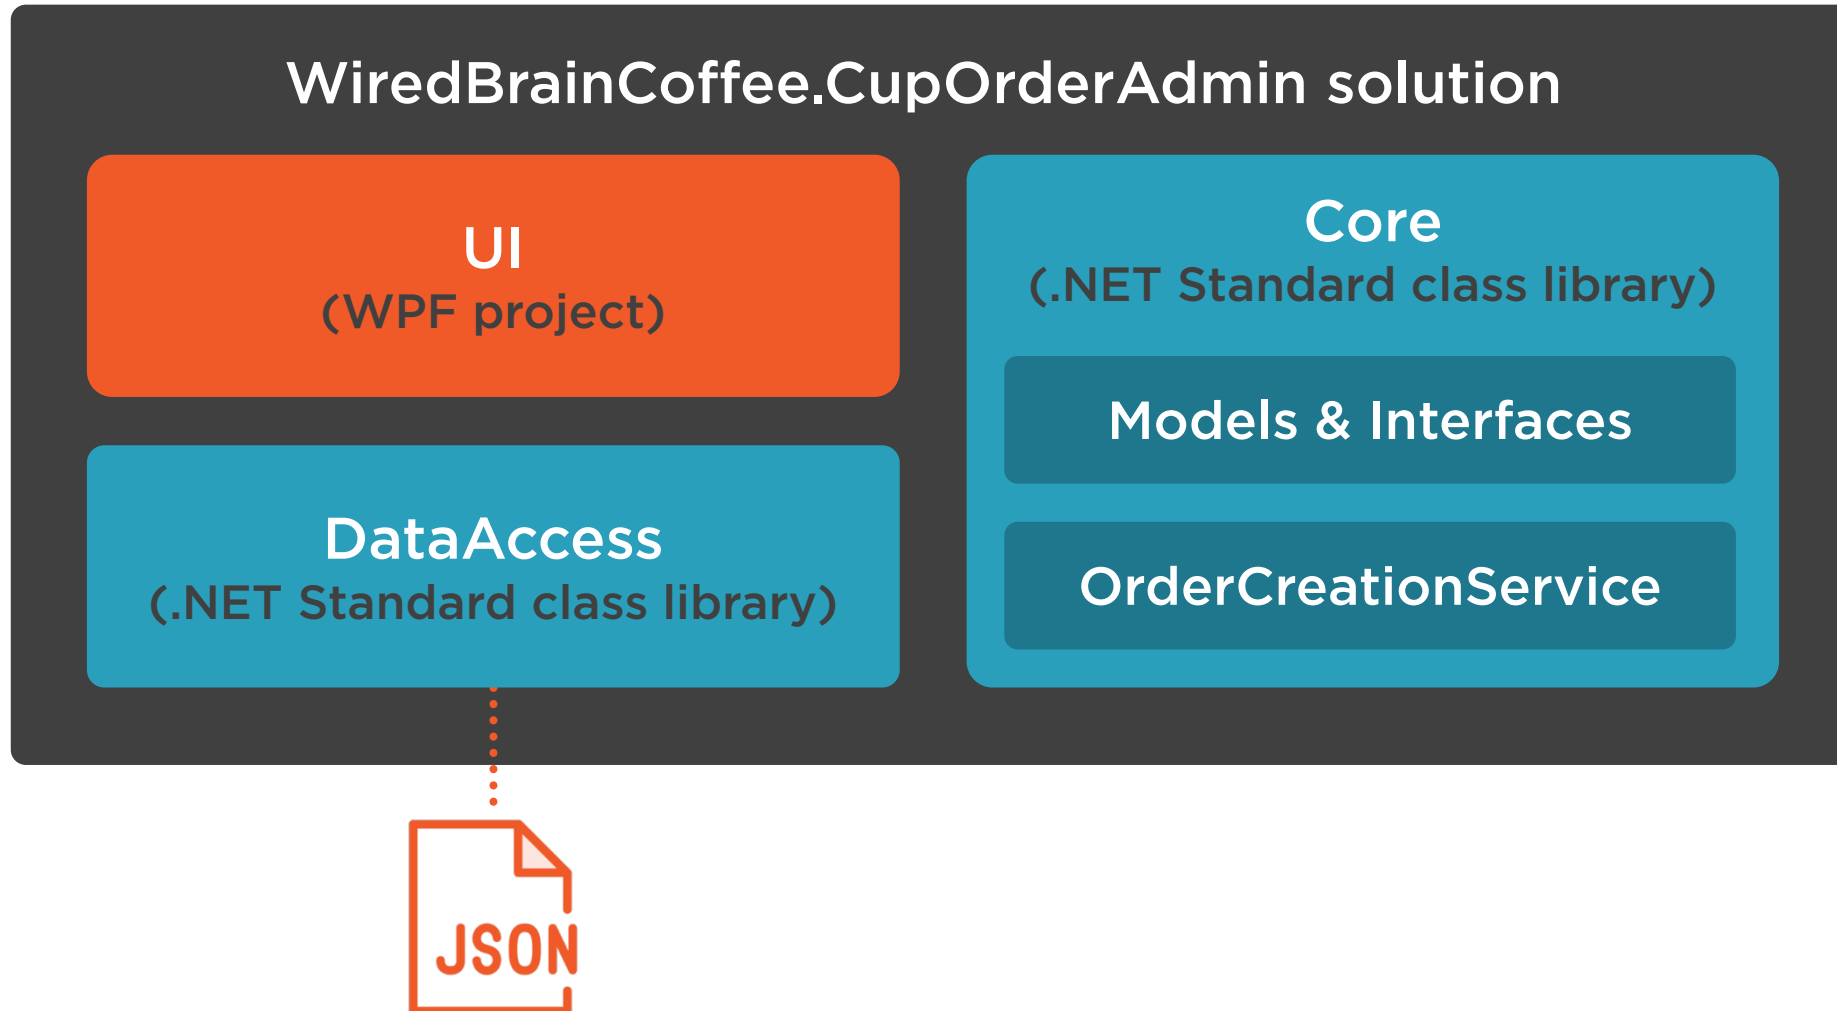 WiredBrainCoffee.CupOrderAdmin solution
UI
(WPF project)
DataAccess
(.NET Standard class library)
Core
(.NET Standard class library)
Models & Interfaces
OrderCreationService
JSON